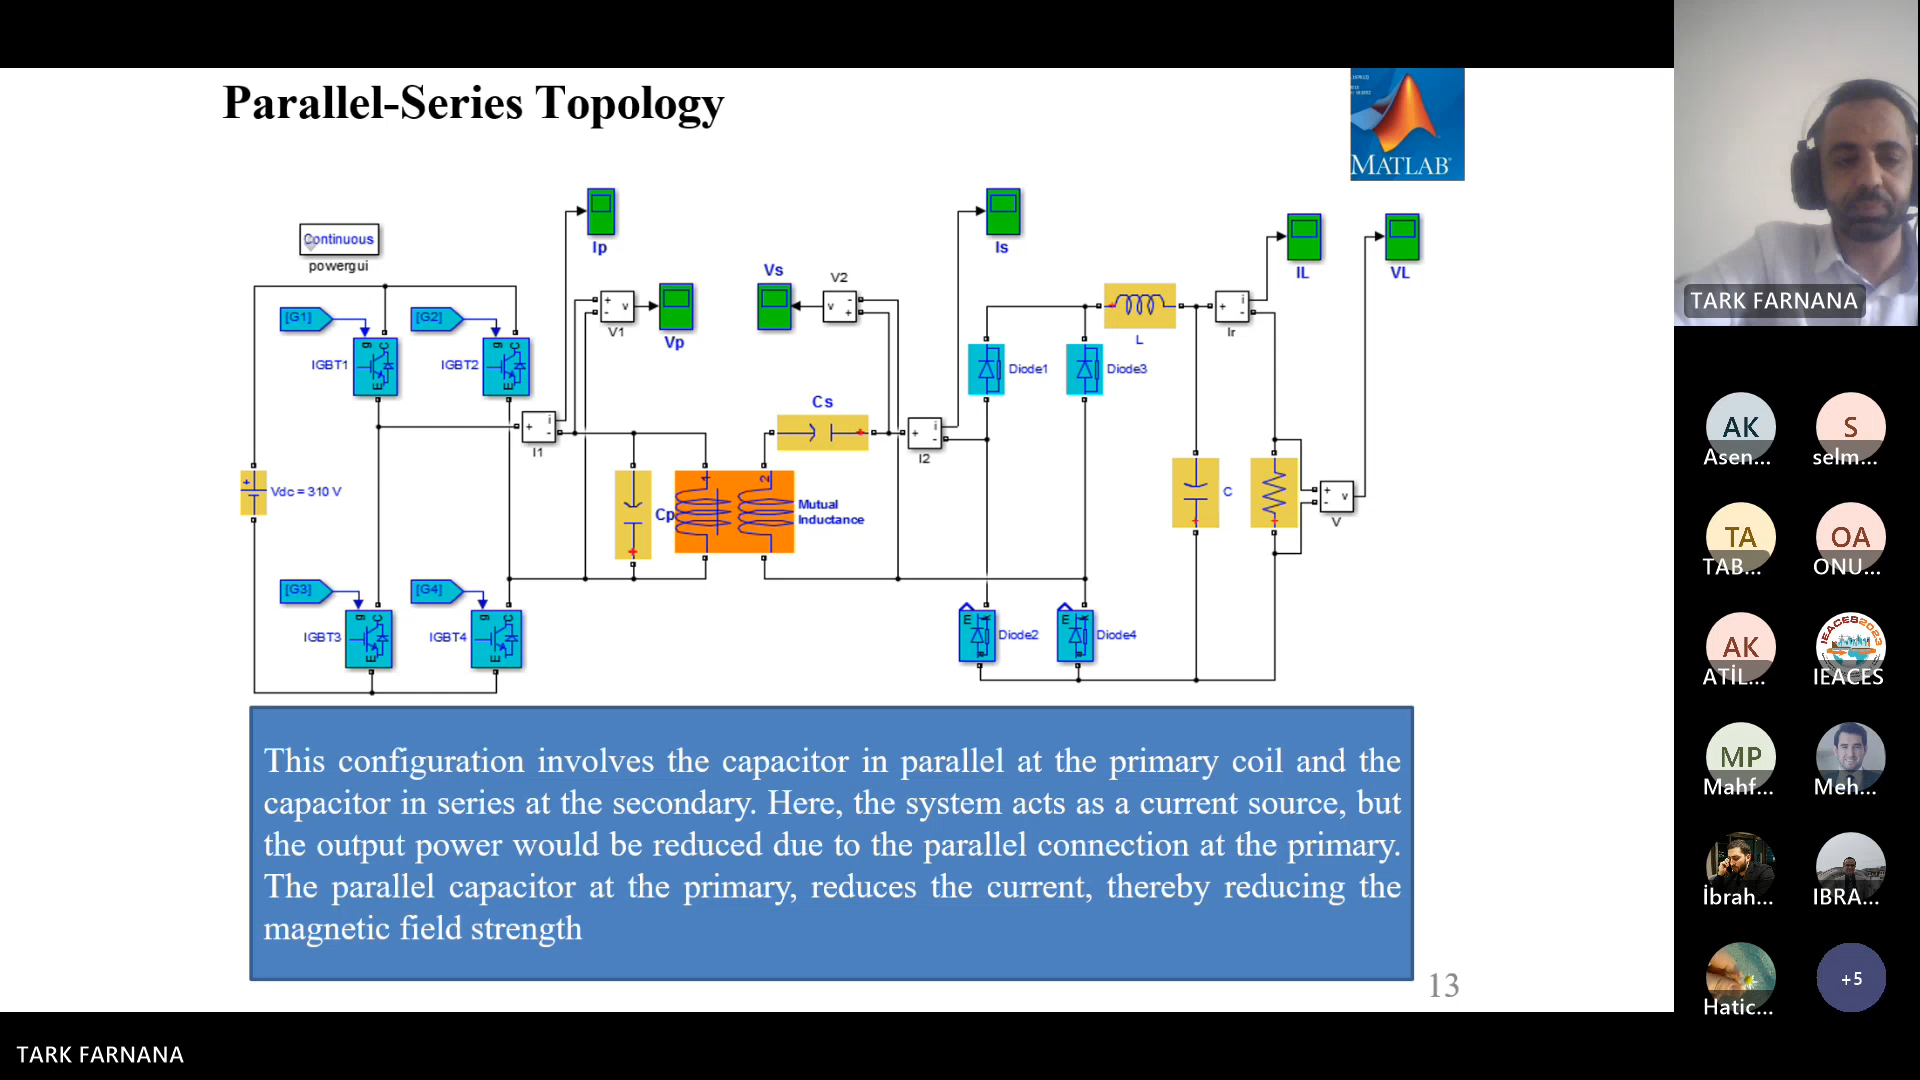 Parallel-Series Topology
MATLAB
Continuous
powergui
Ip
Is
IL
VL
Vs
V2
v
- +
+ - v
V1
Vp
[G1]
[G2]
IGBT1
IGBT2
g C E
g C E
L
Ir
i + -
Diode1
Diode3
Cs
i + -
I1
i + -
I2
Vdc = 310 V
Cp
1
2
Mutual
Inductance
C
+ - v
V
[G3]
[G4]
IGBT3
IGBT4
g C E
g C E
Diode2
Diode4
This configuration involves the capacitor in parallel at the primary coil and the
capacitor in series at the secondary. Here, the system acts as a current source, but
the output power would be reduced due to the parallel connection at the primary.
The parallel capacitor at the primary, reduces the current, thereby reducing the
magnetic field strength
13
TARK FARNANA
TARK FARNANA
AK
Asen...
S
selm...
TA
TAB...
OA
ONU...
AK
ATİL...
IEACES2023
IEACES
MP
Mahf...
Meh...
İbrah...
IBRA...
Hatic...
+5